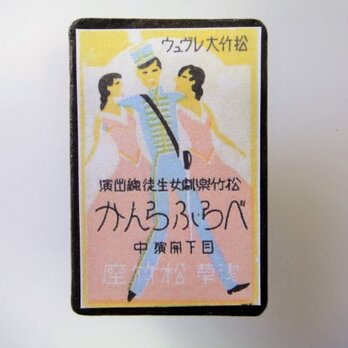 松竹大レヴュウ
松竹樂劇女生徒總出演
べらふらんか
目下開演中
淺草 松竹座